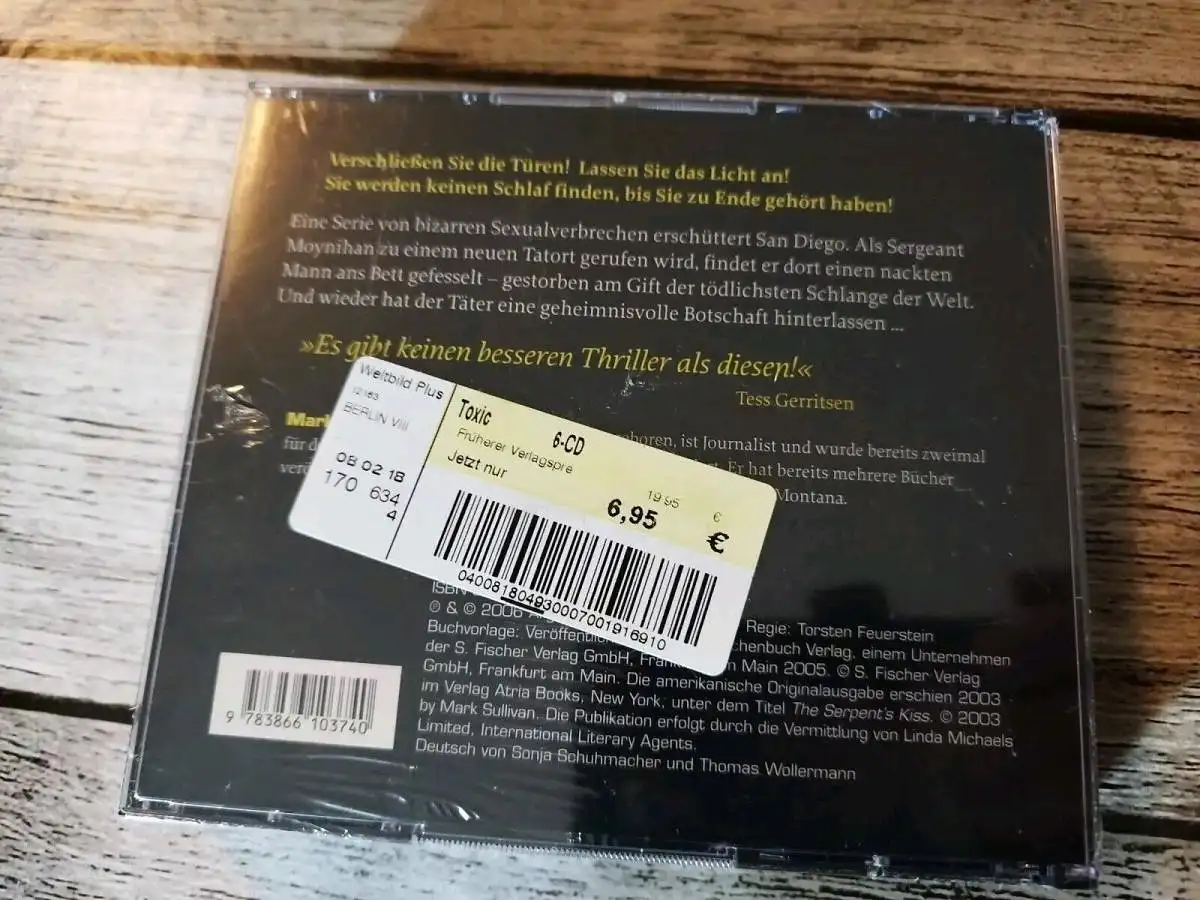 Verschließen Sie die Türen! Lassen Sie das Licht an!
Sie werden keinen Schlaf finden, bis Sie zu Ende gehört haben!
Eine Serie von bizarren Sexualverbrechen erschüttert San Diego. Als Sergeant
Moynihan zu einem neuen Tatort gerufen wird, findet er dort einen nackten
Mann ans Bett gefesselt – gestorben am Gift der tödlichsten Schlange der Welt.
Und wieder hat der Täter eine geheimnisvolle Botschaft hinterlassen ...
»Es gibt keinen besseren Thriller als diesen!«
Tess Gerritsen
ist Journalist und wurde bereits zweimal
Er hat bereits mehrere Bücher
Montana.
Weltbild Plus
12183
BERLIN VIII
08 02 18
170 634
4
Toxic 6-CD
Früherer Verlagspre 19 95 €
Jetzt nur 6,95 €
040081804930007001916910
ISBN
℗ & © 2006 Regie: Torsten Feuerstein
Buchvorlage: Verlag, einem Unternehmen
der S. Fischer Verlag GmbH, Main 2005. © S. Fischer Verlag
GmbH, Frankfurt am Main. Die amerikanische Originalausgabe erschien 2003
im Verlag Atria Books, New York, unter dem Titel The Serpent's Kiss. © 2003
by Mark Sullivan. Die Publikation erfolgt durch die Vermittlung von Linda Michaels
Limited, International Literary Agents.
Deutsch von Sonja Schuhmacher und Thomas Wollermann
9 783866 103740